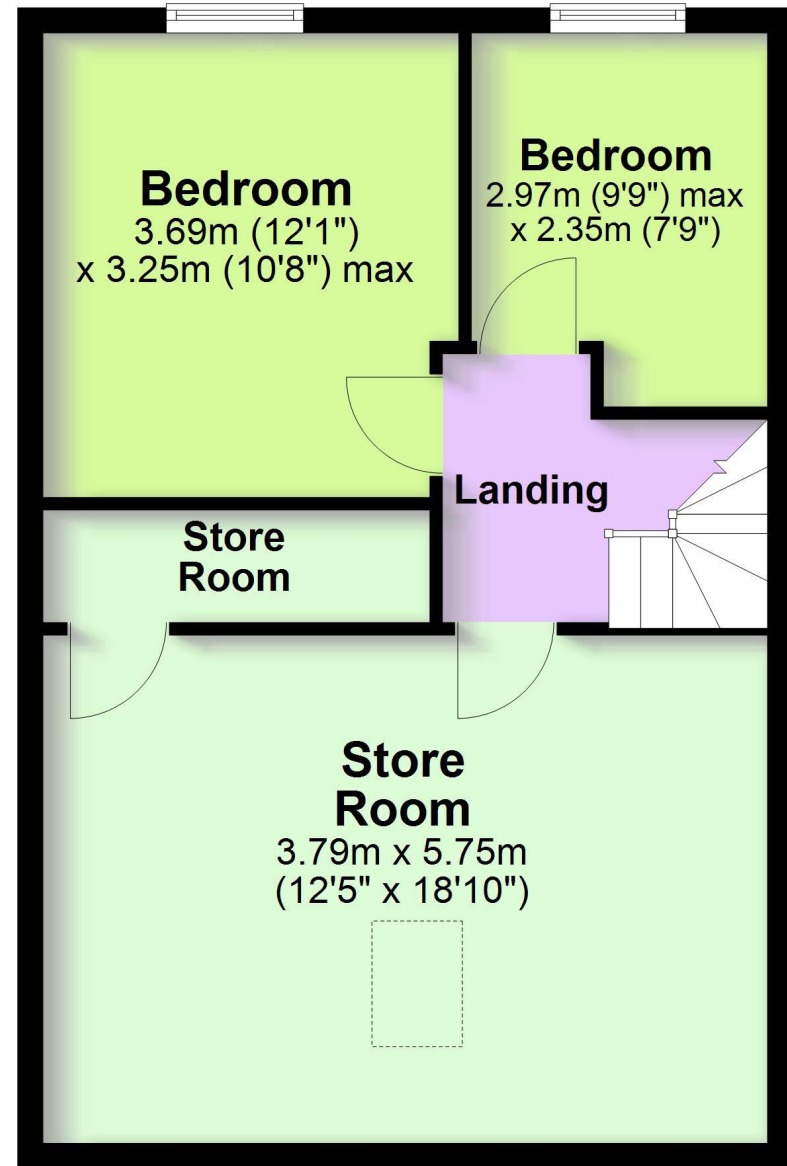 Bedroom
3.69m (12'1")
x 3.25m (10'8") max
Bedroom
2.97m (9'9") max
x 2.35m (7'9")
Landing
Store
Room
Store
Room
3.79m x 5.75m
(12'5" x 18'10")